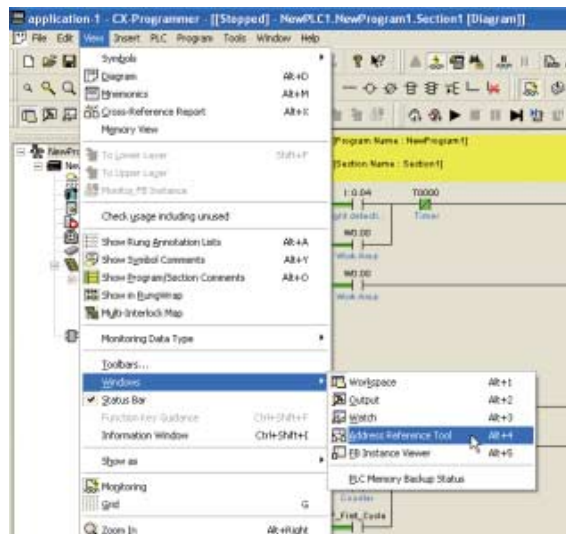 application-1 - CX-Programmer - [[Stopped] - NewPLC1.NewProgram1.Section1 [Diagram]]
File Edit View Insert PLC Program Tools Window Help
Symbols
Diagram Alt+D
Mnemonics Alt+M
Cross-Reference Report Alt+X
Memory View
[Program Name : NewProgram1]
NewPro
To Lower Layer Shift+F
[Section Name : Section1]
New
To Upper Layer
Monitor FB Instance
I: 0.04 T0000
Check usage including unused
Timer
W0.00
Show Rung Annotation Lists Alt+A
Work Area
Show Symbol Comments Alt+Y
W0.00
Show Program/Section Comments Alt+O
Work Area
Show in RungWrap
Multi-Interlock Map
Monitoring Data Type
Toolbars...
Windows
Workspace Alt+1
Status Bar
Output Alt+2
Function Key Guidance Ctrl+Shift+F
Watch Alt+3
Information Window Ctrl+Shift+I
Address Reference Tool Alt+4
FB Instance Viewer Alt+5
Show as
PLC Memory Backup Status
Monitoring
Counter
Grid G
P_First_Cycle
Zoom In Alt+Right